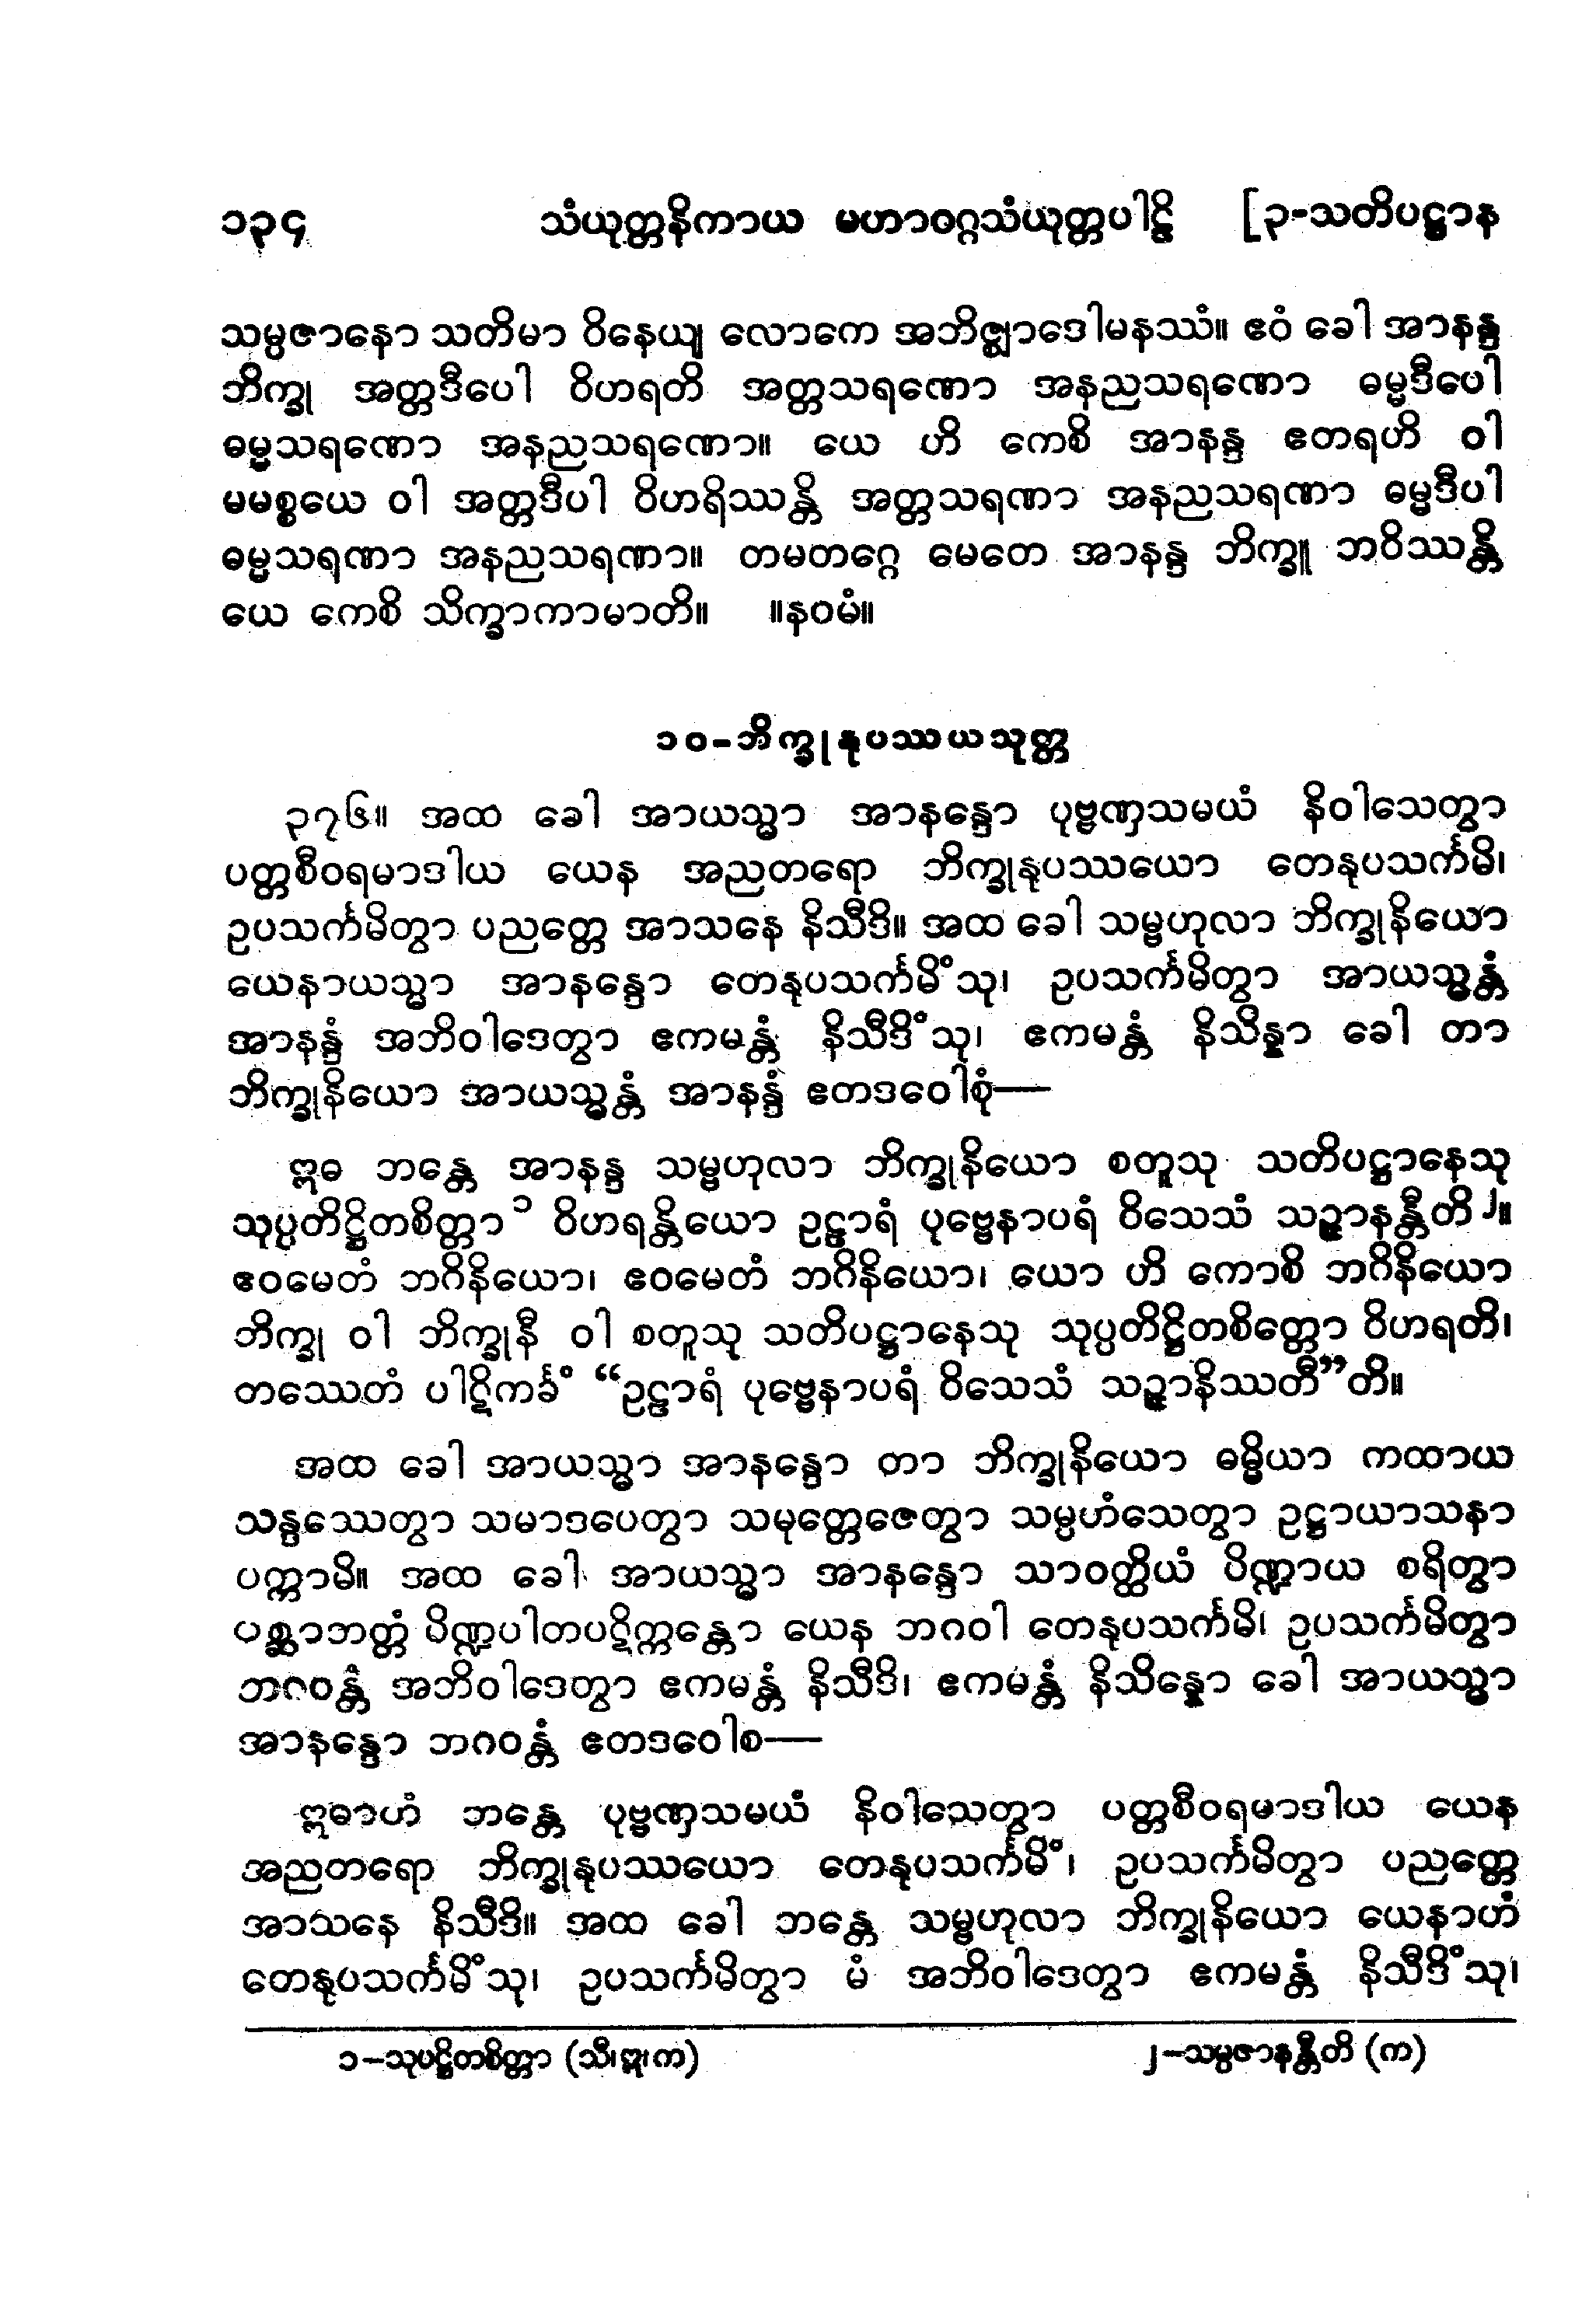 ၁၃၄ သံယုတ္တနိကာယ မဟာဝဂ္ဂသံယုတ္တပါဠိ [၃-သတိပဋ္ဌာန
သမ္ပဇာနော သတိမာ ဝိနေယျ လောကေ အဘိဇ္ဈာဒေါမနဿံ။ ဧဝံ ခေါ အာနန္ဒ
ဘိက္ခု အတ္တဒီပေါ ဝိဟရတိ အတ္တသရဏော အနညသရဏော ဓမ္မဒီပေါ
ဓမ္မသရဏော အနညသရဏော။ ယေ ဟိ ကေစိ အာနန္ဒ ဧတရဟိ ဝါ
မမစ္စယေ ဝါ အတ္တဒီပါ ဝိဟရိဿန္တိ အတ္တသရဏာ အနညသရဏာ ဓမ္မဒီပါ
ဓမ္မသရဏာ အနညသရဏာ။ တမတဂ္ဂေ မေတေ အာနန္ဒ ဘိက္ခူ ဘဝိဿန္တိ
ယေ ကေစိ သိက္ခာကာမာတိ။ ။နဝမံ။
၁၀-ဘိက္ခုနုပဿယသုတ္တ
၃၇၆။ အထ ခေါ အာယသ္မာ အာနန္ဒော ပုဗ္ဗဏှသမယံ နိဝါသေတွာ
ပတ္တစီဝရမာဒါယ ယေန အညတရော ဘိက္ခုနုပဿယော တေနုပသင်္ကမိ၊
ဥပသင်္ကမိတွာ ပညတ္တေ အာသနေ နိသီဒိ။ အထ ခေါ သမ္ဗဟုလာ ဘိက္ခုနိယော
ယေနာယသ္မာ အာနန္ဒော တေနုပသင်္ကမိံသု၊ ဥပသင်္ကမိတွာ အာယသ္မန္တံ
အာနန္ဒံ အဘိဝါဒေတွာ ဧကမန္တံ နိသီဒိံသု၊ ဧကမန္တံ နိသိန္နာ ခေါ တာ
ဘိက္ခုနိယော အာယသ္မန္တံ အာနန္ဒံ ဧတဒဝေါစုံ—
ဣဓ ဘန္တေ အာနန္ဒ သမ္ဗဟုလာ ဘိက္ခုနိယော စတူသု သတိပဋ္ဌာနေသု
သုပ္ပတိဋ္ဌိတစိတ္တာ ၁ ဝိဟရန္တိယော ဥဠာရံ ပုဗ္ဗေနာပရံ ဝိသေသံ သဉ္ဇာနန္တီတိ ၂။
ဧဝမေတံ ဘဂိနိယော၊ ဧဝမေတံ ဘဂိနိယော၊ ယော ဟိ ကောစိ ဘဂိနိယော
ဘိက္ခု ဝါ ဘိက္ခုနီ ဝါ စတူသု သတိပဋ္ဌာနေသု သုပ္ပတိဋ္ဌိတစိတ္တော ဝိဟရတိ၊
တဿေတံ ပါဋိကင်္ခံ “ဥဠာရံ ပုဗ္ဗေနာပရံ ဝိသေသံ သဉ္ဇာနိဿတီ”တိ။
အထ ခေါ အာယသ္မာ အာနန္ဒော တာ ဘိက္ခုနိယော ဓမ္မိယာ ကထာယ
သန္ဒဿေတွာ သမာဒပေတွာ သမုတ္တေဇေတွာ သမ္ပဟံသေတွာ ဥဋ္ဌာယာသနာ
ပက္ကာမိ။ အထ ခေါ အာယသ္မာ အာနန္ဒော သာဝတ္ထိယံ ပိဏ္ဍာယ စရိတွာ
ပစ္ဆာဘတ္တံ ပိဏ္ဍပါတပဋိက္ကန္တော ယေန ဘဂဝါ တေနုပသင်္ကမိ၊ ဥပသင်္ကမိတွာ
ဘဂဝန္တံ အဘိဝါဒေတွာ ဧကမန္တံ နိသီဒိ၊ ဧကမန္တံ နိသိန္နော ခေါ အာယသ္မာ
အာနန္ဒော ဘဂဝန္တံ ဧတဒဝေါစ—
ဣဓာဟံ ဘန္တေ ပုဗ္ဗဏှသမယံ နိဝါသေတွာ ပတ္တစီဝရမာဒါယ ယေန
အညတရော ဘိက္ခုနုပဿယော တေနုပသင်္ကမိံ၊ ဥပသင်္ကမိတွာ ပညတ္တေ
အာသနေ နိသီဒိ။ အထ ခေါ ဘန္တေ သမ္ဗဟုလာ ဘိက္ခုနိယော ယေနာဟံ
တေနုပသင်္ကမိံသု၊ ဥပသင်္ကမိတွာ မံ အဘိဝါဒေတွာ ဧကမန္တံ နိသီဒိံသု၊
၁-သုပဋ္ဌိတစိတ္တာ (သီ၊ဣ၊က) ၂-သမ္ပဇာနန္တီတိ (က)